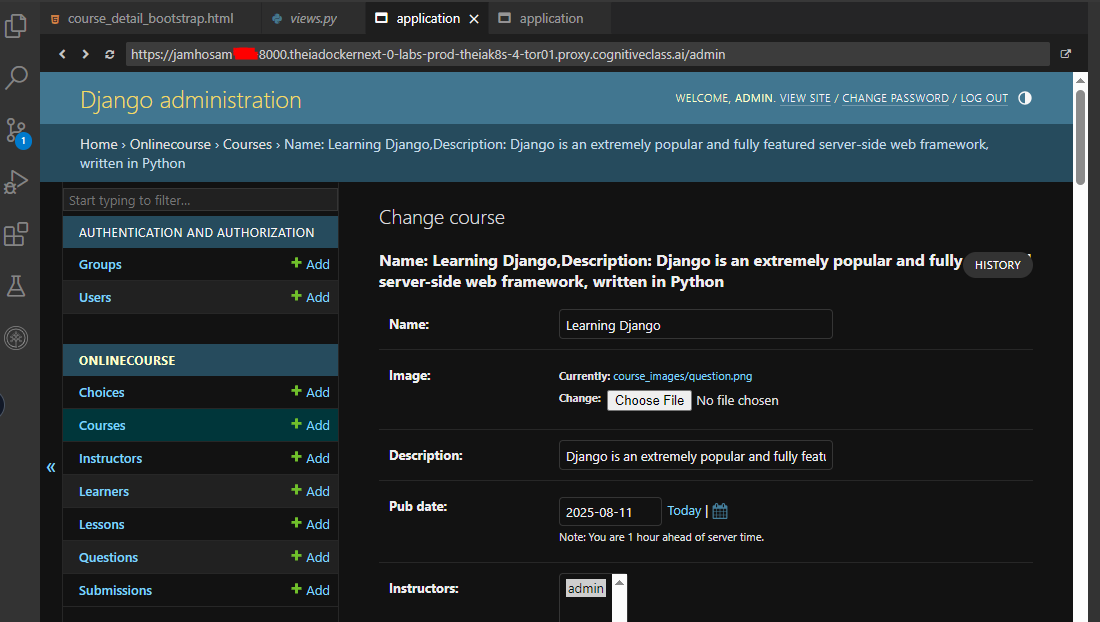 course_detail_bootstrap.html
views.py
application
application
https://jamhosam
8000.theiadockernext-0-labs-prod-theiak8s-4-tor01.proxy.cognitiveclass.ai/admin
1
Django administration
WELCOME, ADMIN. VIEW SITE / CHANGE PASSWORD / LOG OUT
Home › Onlinecourse › Courses › Name: Learning Django,Description: Django is an extremely popular and fully featured server-side web framework,
written in Python
Start typing to filter...
AUTHENTICATION AND AUTHORIZATION
Groups + Add
Users + Add
ONLINECOURSE
Choices + Add
Courses + Add
Instructors + Add
Learners + Add
Lessons + Add
Questions + Add
Submissions + Add
«
Change course
Name: Learning Django,Description: Django is an extremely popular and fully
server-side web framework, written in Python
HISTORY
Name: Learning Django
Image: Currently: course_images/question.png
Change: Choose File No file chosen
Description: Django is an extremely popular and fully featu
Pub date: 2025-08-11 Today |
Note: You are 1 hour ahead of server time.
Instructors: admin